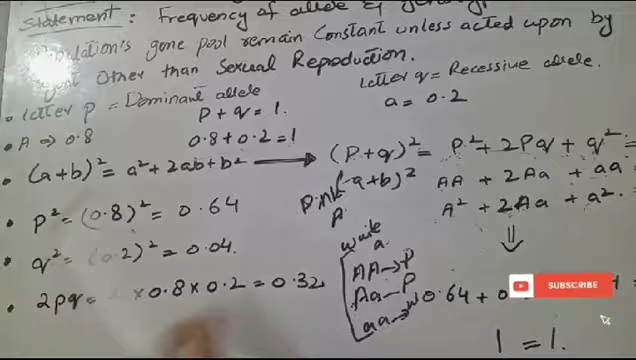 Statement: Frequency of allele &
Population's gene pool remain Constant unless acted upon by
Other than Sexual Reproduction.
• Letter P = Dominant allele
Letter q = Recessive allele.
P + q = 1.
a = 0.2
• A ⇒ 0.8
0.8 + 0.2 = 1
• (a+b)² = a² + 2ab + b² → (P+q)² = P² + 2Pq + q² =
(a+b)² AA + 2Aa + aa
A² + 2Aa + a².
• P² = (0.8)² = 0.64
• q² = (0.2)² = 0.04.
• 2pq = × 0.8 × 0.2 = 0.32
Pink
A
white
a
AA → P
Aa → P
aa → W
⇓
0.64 +
SUBSCRIBE
1 = 1.